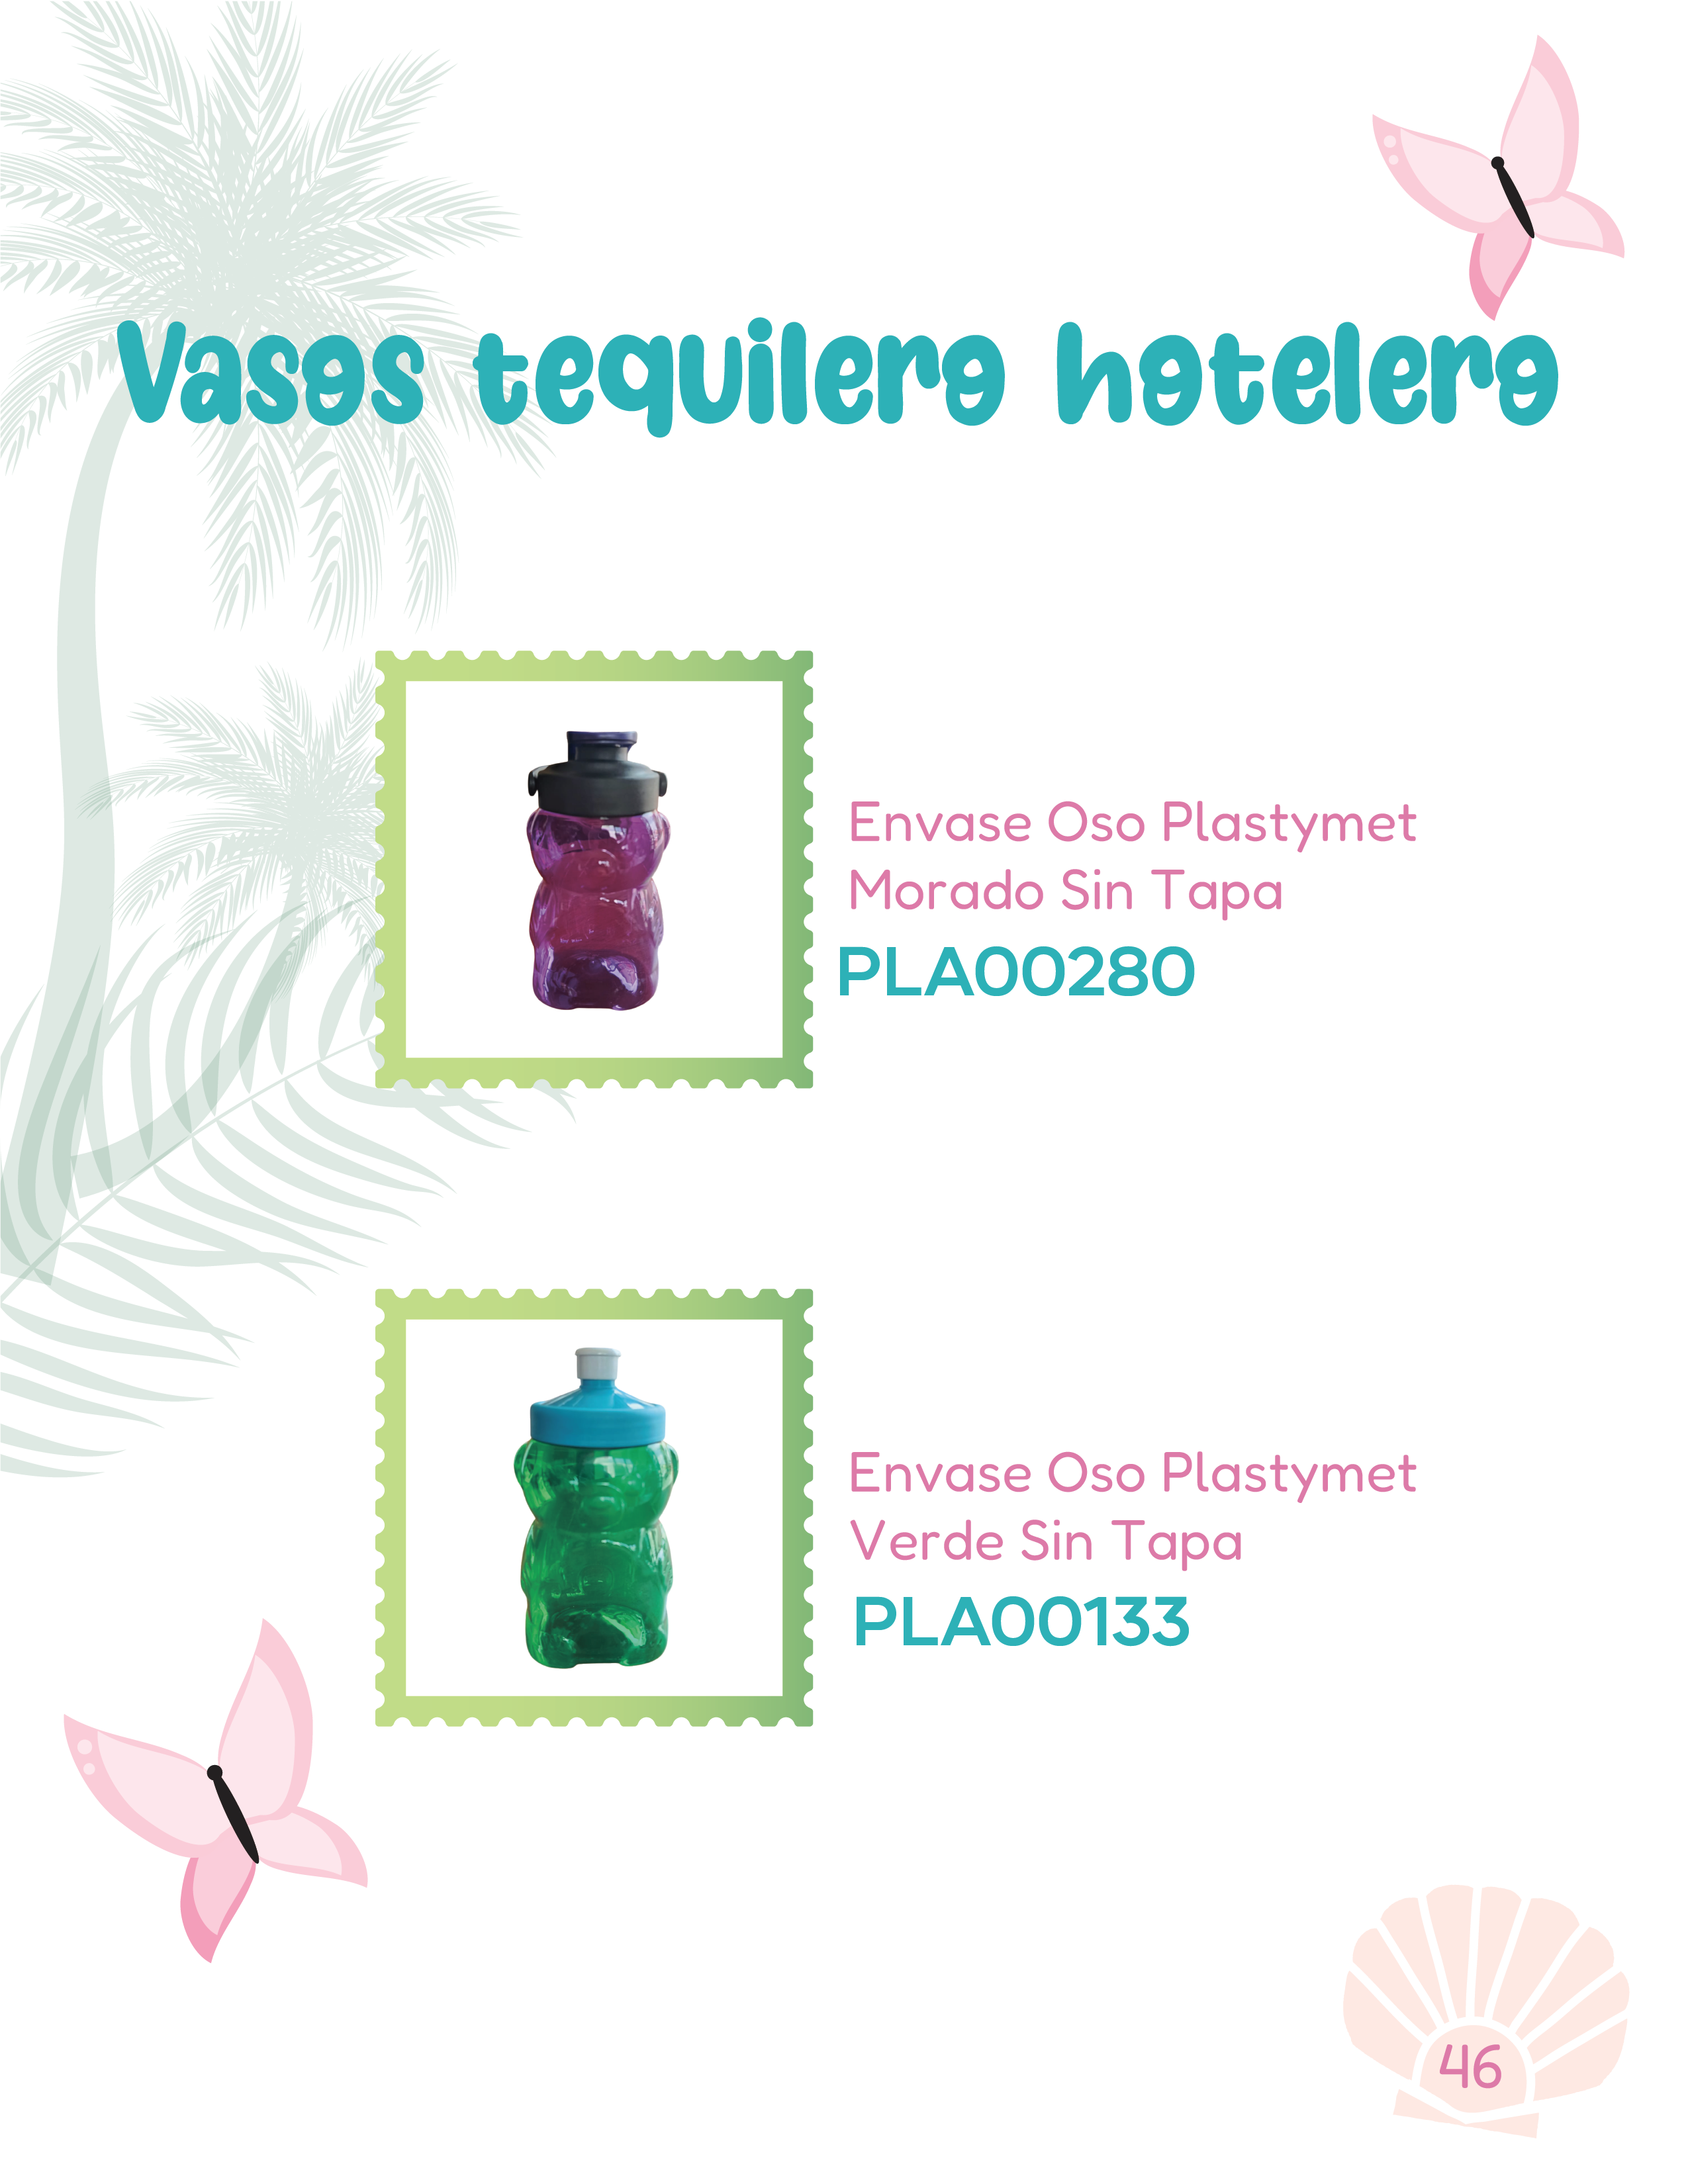 Vasos tequilero hotelero
Envase Oso Plastymet
Morado Sin Tapa
PLA00280
Envase Oso Plastymet
Verde Sin Tapa
PLA00133
46